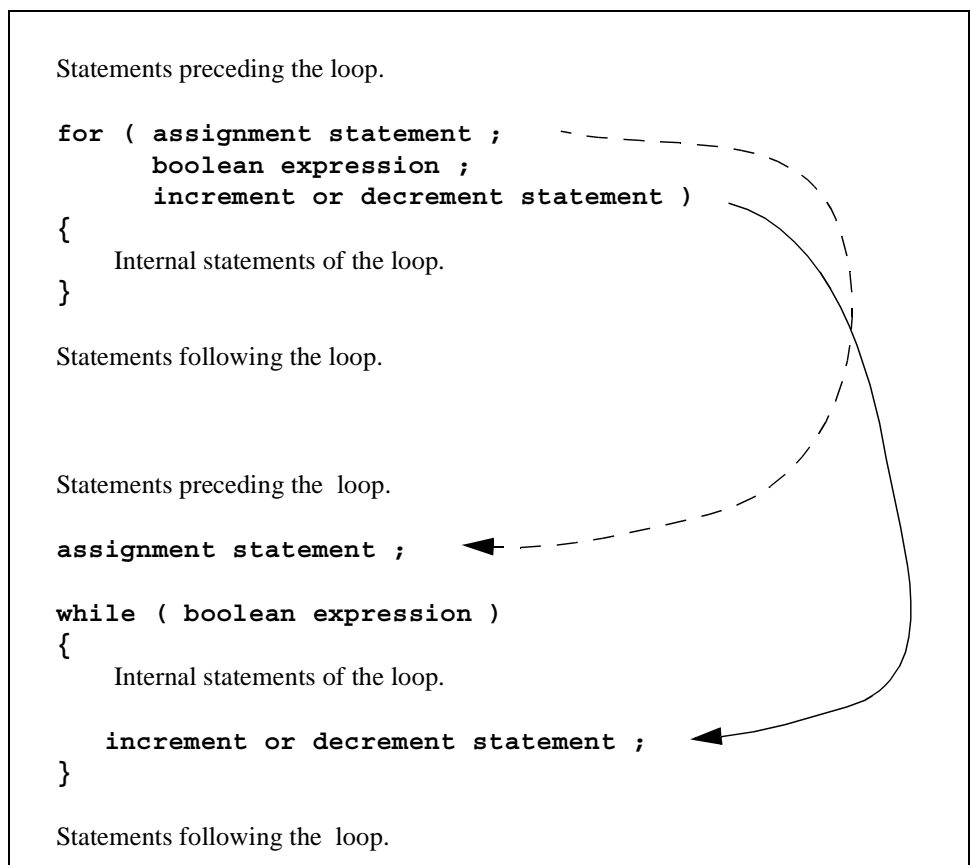 Statements preceding the loop.
for ( assignment statement ;
boolean expression ;
increment or decrement statement )
{
Internal statements of the loop.
}
Statements following the loop.
Statements preceding the  loop.
assignment statement ;
while ( boolean expression )
{
Internal statements of the loop.
increment or decrement statement ;
}
Statements following the  loop.